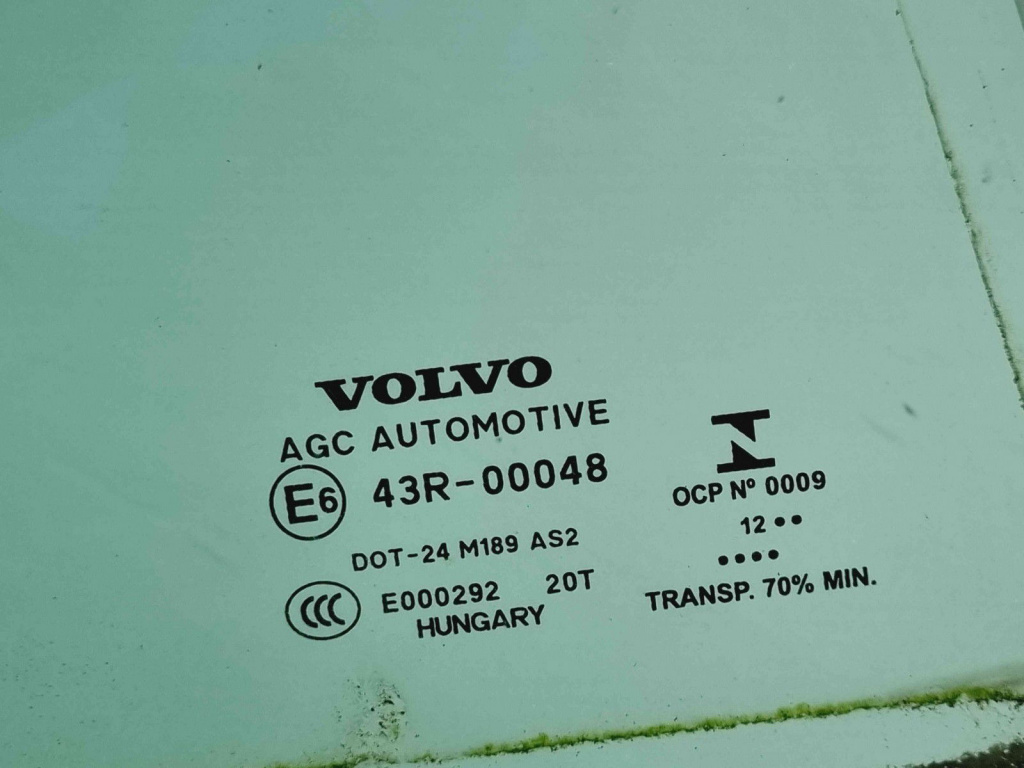 VOLVO
AGC AUTOMOTIVE
E6 43R-00048
DOT-24 M189 AS2
CCC E000292 20T
HUNGARY
N
OCP Nº 0009
12 ••
••••
TRANSP. 70% MIN.